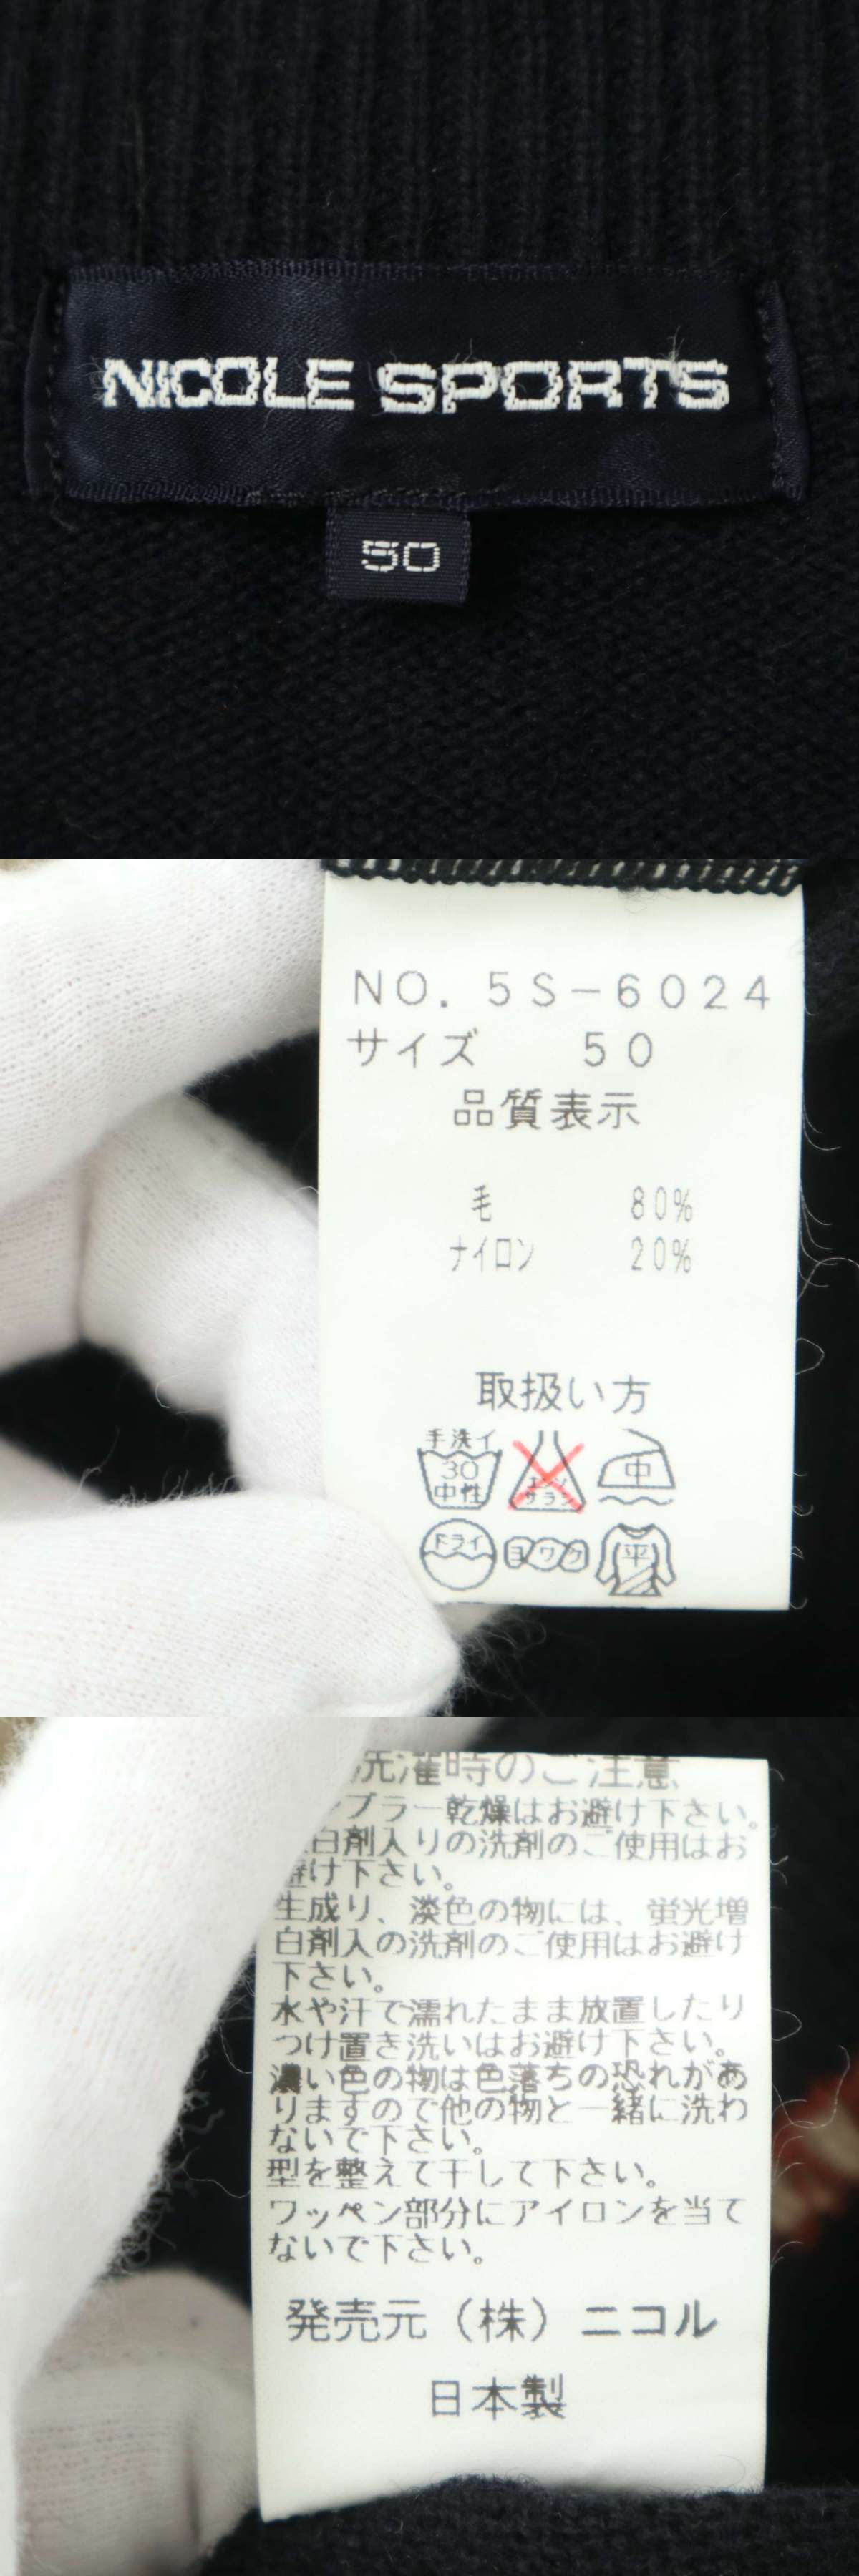 NICOLE SPORTS
50
NO. 5S-6024
サイズ 50
品質表示
毛 80%
ナイロン 20%
取扱い方
手洗イ
30
中性
エンソ
サラシ
中
ドライ
ヨワク
平
洗濯時のご注意
ブラー乾燥はお避け下さい。
白剤入りの洗剤のご使用はお
避け下さい。
生成り、淡色の物には、蛍光増
白剤入の洗剤のご使用はお避け
下さい。
水や汗で濡れたまま放置したり
つけ置き洗いはお避け下さい。
濃い色の物は色落ちの恐れがあ
りますので他の物と一緒に洗わ
ないで下さい。
型を整えて干して下さい。
ワッペン部分にアイロンを当て
ないで下さい。
発売元（株）ニコル
日本製